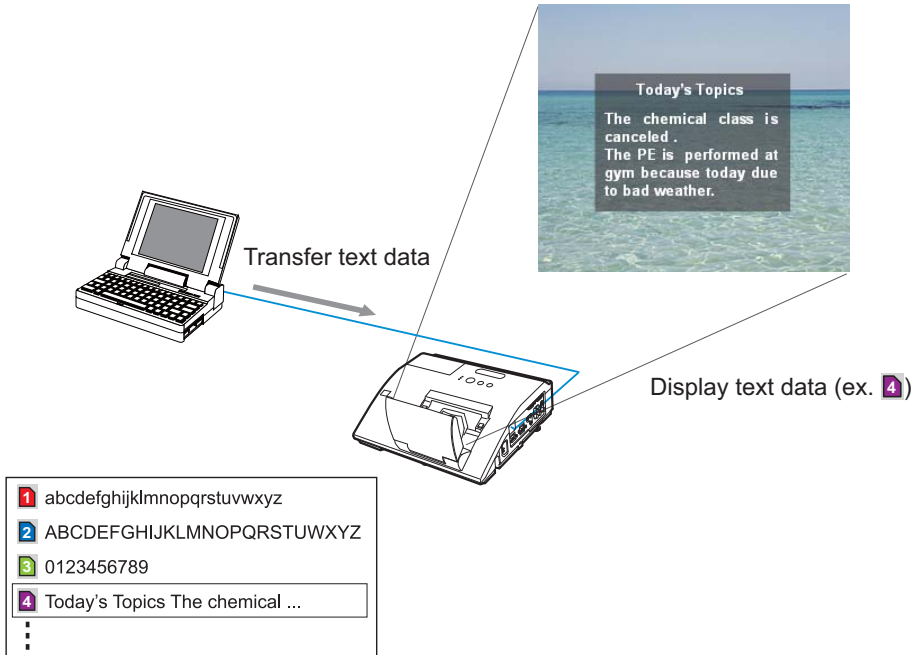 Today's Topics
The chemical class is
canceled .
The PE is performed at
gym because today due
to bad weather.
Transfer text data
Display text data (ex. 4)
1 abcdefghijklmnopqrstuvwxyz
2 ABCDEFGHIJKLMNOPQRSTUWXYZ
3 0123456789
4 Today's Topics The chemical ...